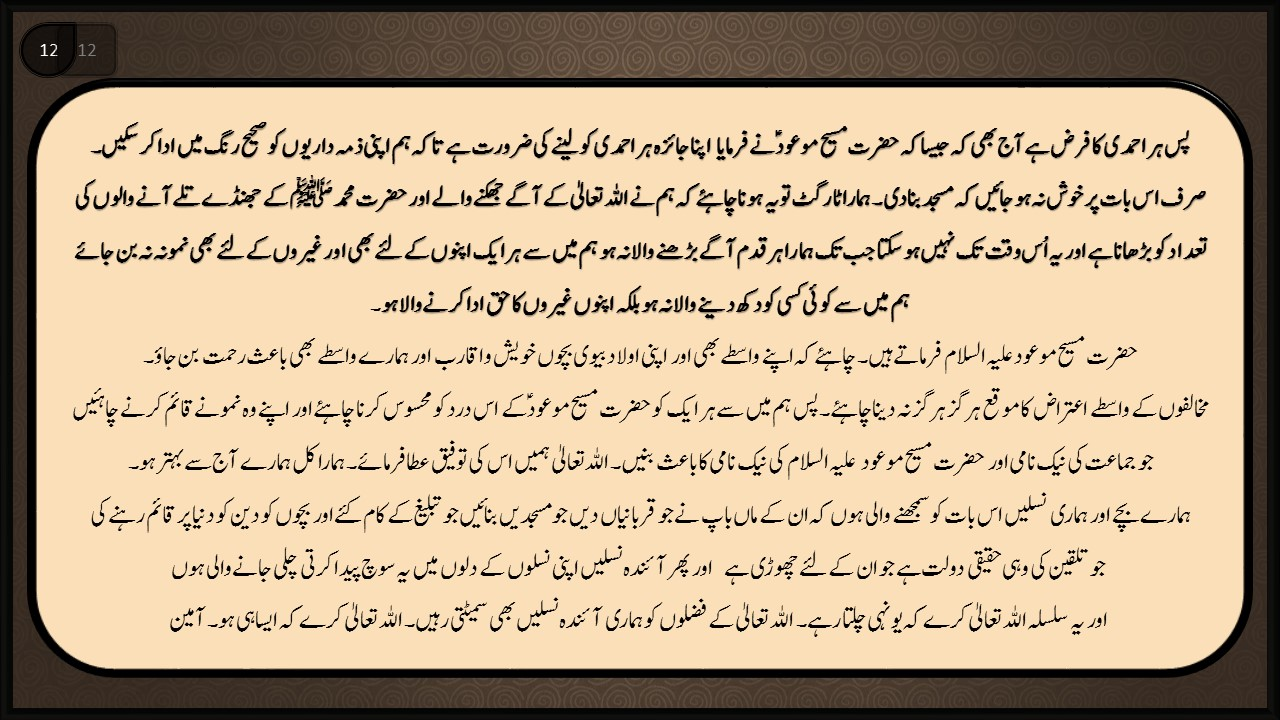 12 12
پس ہر احمدی کا فرض ہے آج بھی کہ جیسا کہ حضرت مسیح موعودؑ نے فرمایا اپنا جائزہ ہر احمدی کو لینے کی ضرورت ہے تاکہ ہم اپنی ذمہ داریوں کو صحیح رنگ میں ادا کر سکیں۔
صرف اس بات پر خوش نہ ہو جائیں کہ مسجد بنا دی۔ ہمارا ٹارگٹ تو یہ ہونا چاہئے کہ ہم نے اللہ تعالیٰ کے آگے جھکنے والے اور حضرت محمد ﷺ کے جھنڈے تلے آنے والوں کی
تعداد کو بڑھانا ہے اور یہ اُس وقت تک نہیں ہو سکتا جب تک ہمارا ہر قدم آگے بڑھنے والا نہ ہو ہم میں سے ہر ایک اپنوں کے لئے بھی اور غیروں کے لئے بھی نمونہ نہ بن جائے
ہم میں سے کوئی کسی کو دکھ دینے والا نہ ہو بلکہ اپنوں غیروں کا حق ادا کرنے والا ہو۔
حضرت مسیح موعود علیہ السلام فرماتے ہیں۔ چاہئے کہ اپنے واسطے بھی اور اپنی اولاد بیوی بچوں خویش و اقارب اور ہمارے واسطے بھی باعث رحمت بن جاؤ۔
مخالفوں کے واسطے اعتراض کا موقع ہر گز ہر گز نہ دینا چاہئے۔ پس ہم میں سے ہر ایک کو حضرت مسیح موعودؑ کے اس درد کو محسوس کرنا چاہئے اور اپنے وہ نمونے قائم کرنے چاہئیں
جو جماعت کی نیک نامی اور حضرت مسیح موعود علیہ السلام کی نیک نامی کا باعث بنیں۔ اللہ تعالیٰ ہمیں اس کی توفیق عطا فرمائے۔ ہمارا کل ہمارے آج سے بہتر ہو۔
ہمارے بچے اور ہماری نسلیں اس بات کو سمجھنے والی ہوں کہ ان کے ماں باپ نے جو قربانیاں دیں جو مسجدیں بنائیں جو تبلیغ کے کام کئے اور بچوں کو دین کو دنیا پر قائم رہنے کی
جو تلقین کی وہی حقیقی دولت ہے جو ان کے لئے چھوڑی ہے اور پھر آئندہ نسلیں اپنی نسلوں کے دلوں میں یہ سوچ پیدا کرتی چلی جانے والی ہوں
اور یہ سلسلہ اللہ تعالیٰ کرے کہ یونہی چلتا رہے۔ اللہ تعالیٰ کے فضلوں کو ہماری آئندہ نسلیں بھی سمیٹتی رہیں۔ اللہ تعالیٰ کرے کہ ایسا ہی ہو۔ آمین